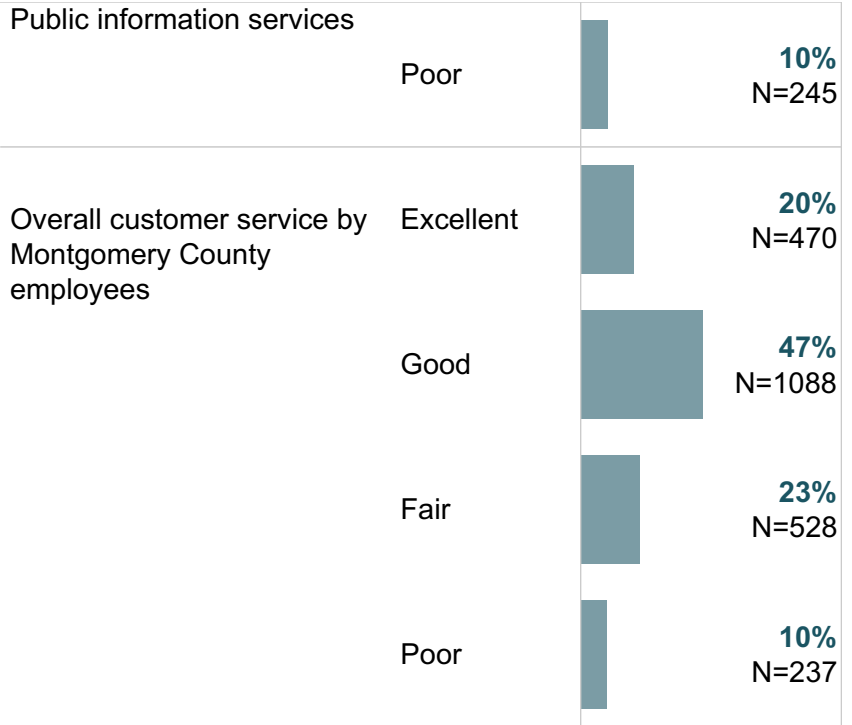 Public information services
Poor
10%
N=245
Overall customer service by
Montgomery County
employees
Excellent
20%
N=470
Good
47%
N=1088
Fair
23%
N=528
Poor
10%
N=237